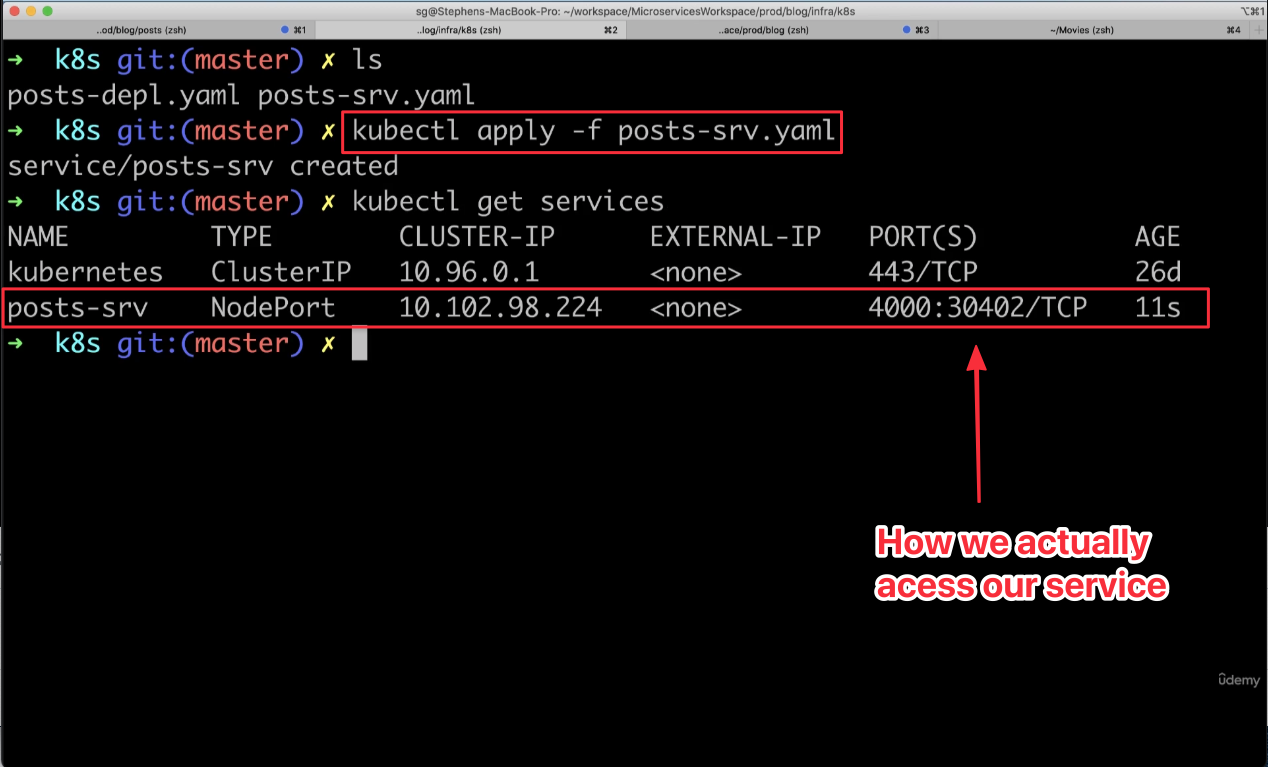 sg@Stephens-MacBook-Pro: ~/workspace/MicroservicesWorkspace/prod/blog/infra/k8s
⌥⌘1
..od/blog/posts (zsh) ⌘1 ..log/infra/k8s (zsh) ⌘2 ..ace/prod/blog (zsh) ⌘3 ~/Movies (zsh) ⌘4
➜ k8s git:(master) ✗ ls
posts-depl.yaml posts-srv.yaml
➜ k8s git:(master) ✗ kubectl apply -f posts-srv.yaml
service/posts-srv created
➜ k8s git:(master) ✗ kubectl get services
NAME TYPE CLUSTER-IP EXTERNAL-IP PORT(S) AGE
kubernetes ClusterIP 10.96.0.1 <none> 443/TCP 26d
posts-srv NodePort 10.102.98.224 <none> 4000:30402/TCP 11s
➜ k8s git:(master) ✗
How we actually
acess our service
ûdemy